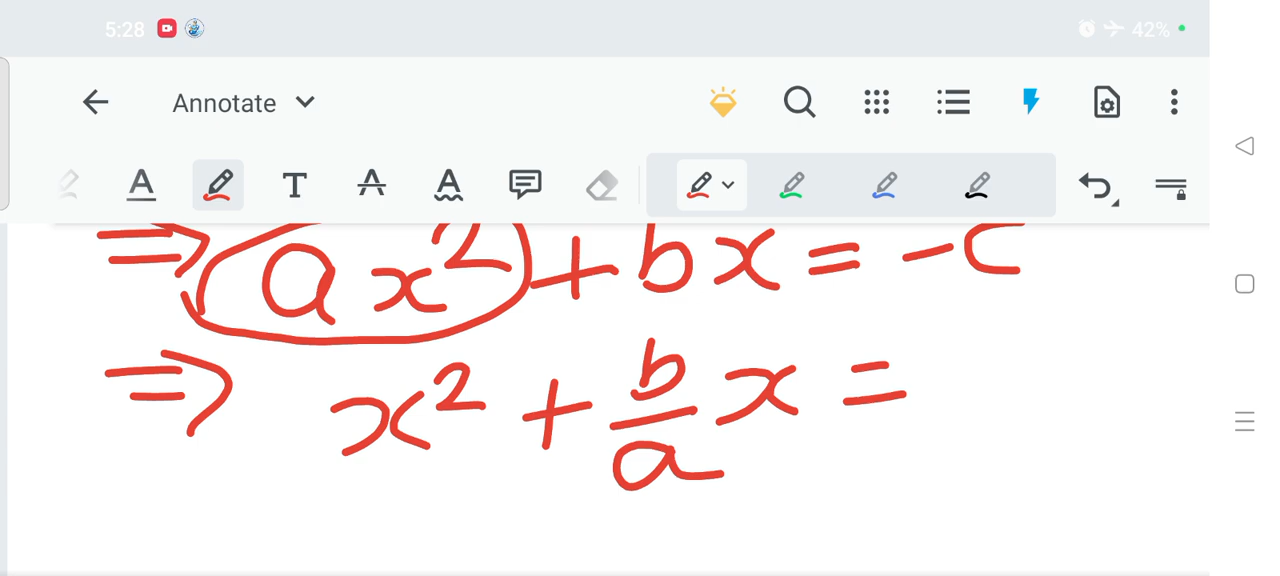 5:28 42%
Annotate
A T A A
⇒ ax² + bx = -c
⇒ x² + b/a x =